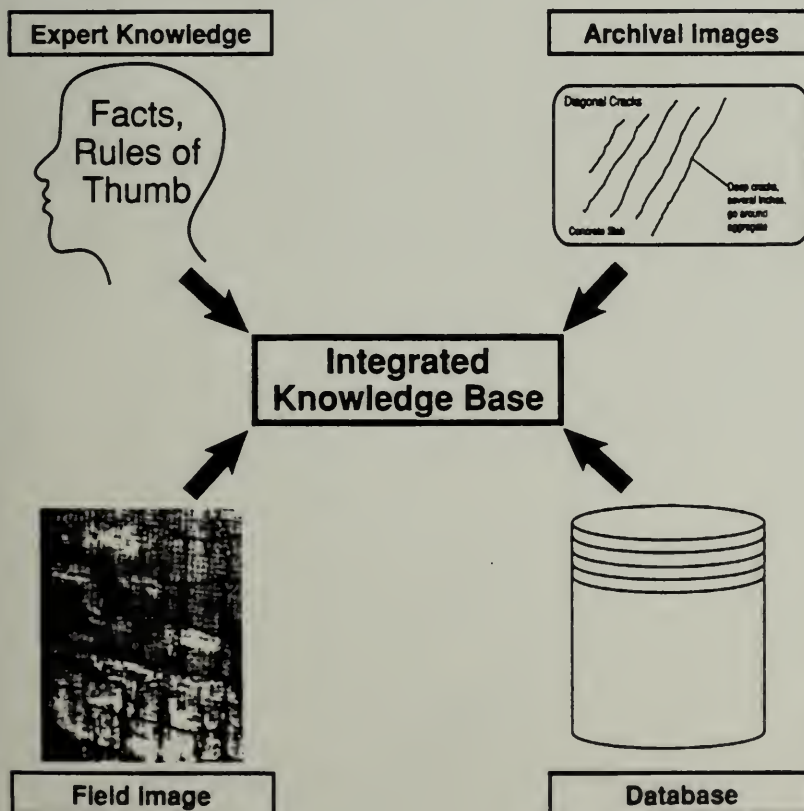 Expert Knowledge
Archival Images
Facts,
Rules of
Thumb
Diagonal Cracks
Deep cracks,
several inches,
go around
aggregate
Concrete Slab
Integrated
Knowledge Base
Field Image
Database